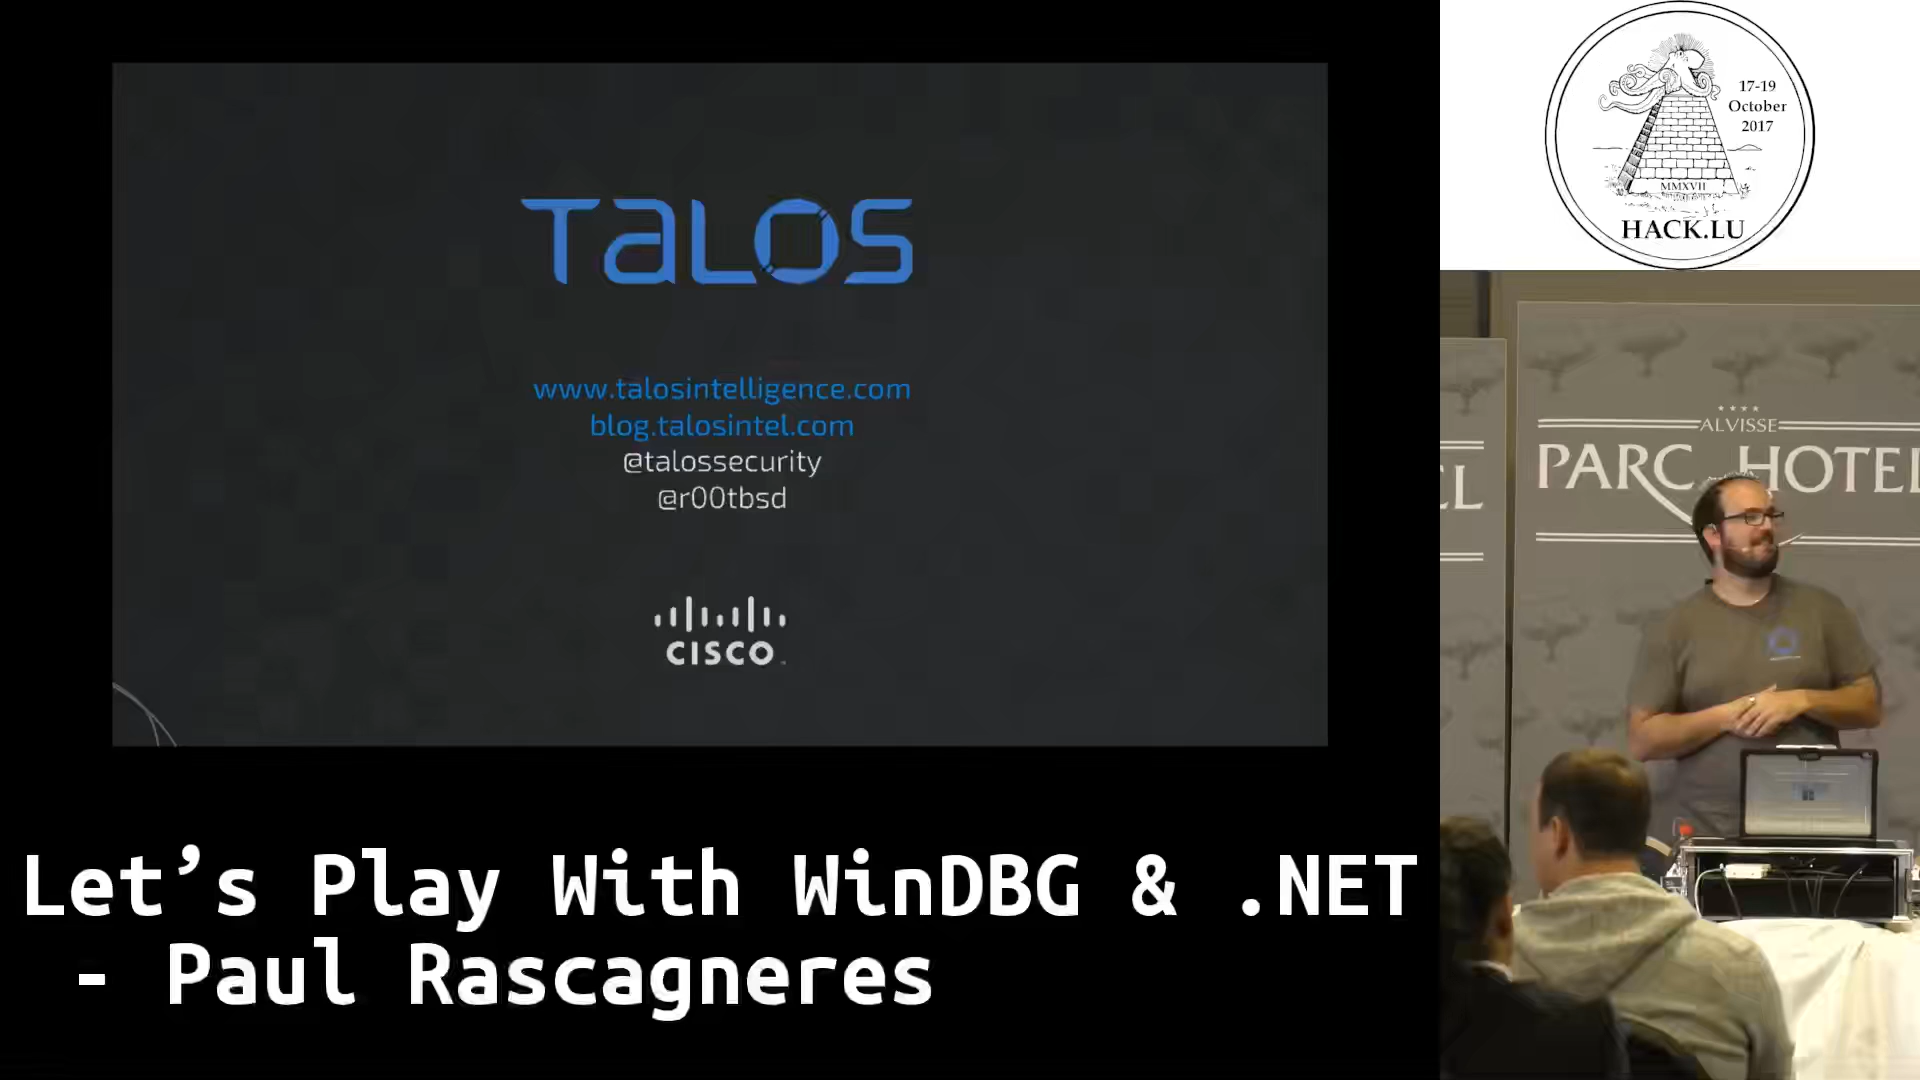 TALOS
www.talosintelligence.com
blog.talosintel.com
@talossecurity
@r00tbsd
CISCO
17-19
October
2017
MMXVII
HACK.LU
ALVISSE
PARC HOTEL
EL
Let’s Play With WinDBG & .NET
- Paul Rascagneres